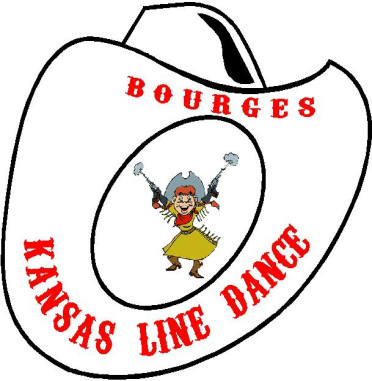 BOURGES
KANSAS LINE DANCE